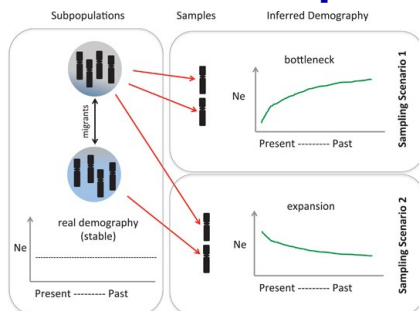 Subpopulations
Samples
Inferred Demography
migrants
real demography
(stable)
Ne
Present --------- Past
bottleneck
Ne
Present --------- Past
Sampling Scenario 1
expansion
Ne
Present --------- Past
Sampling Scenario 2